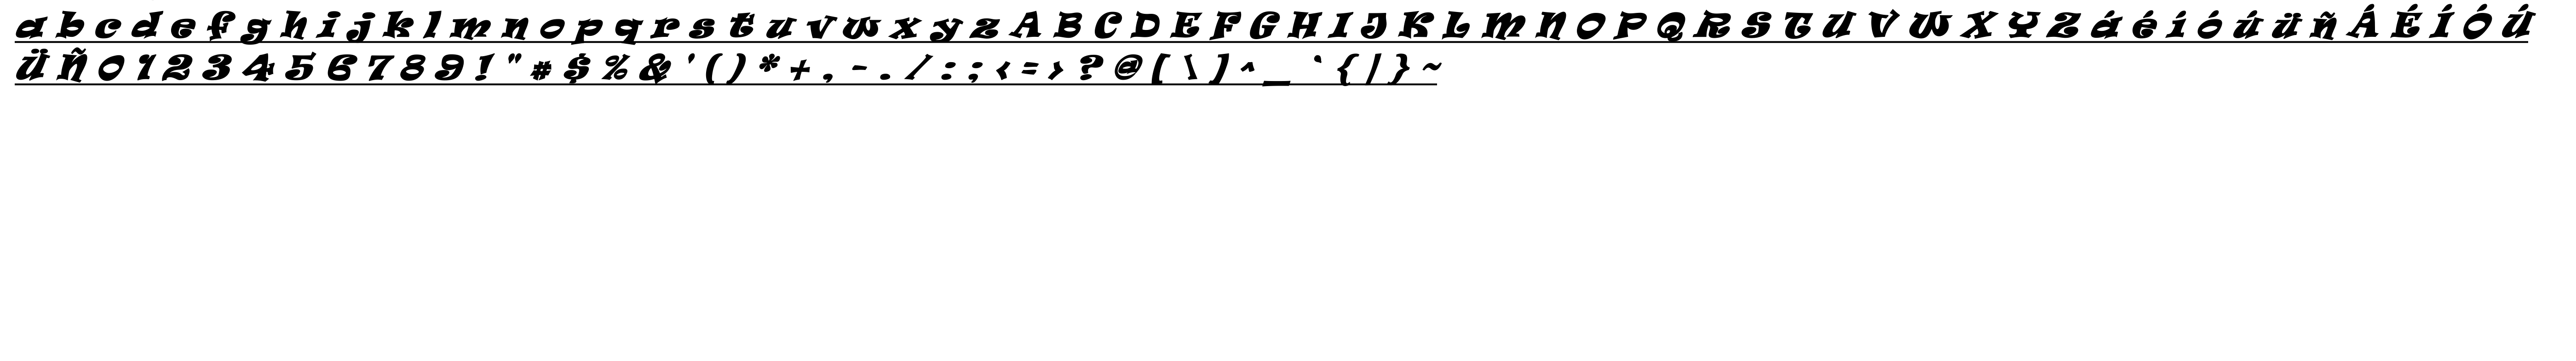 a b c d e f g h i j k l m n o p q r s t u v w x y z A B C D E F G H I J K L M N O P Q R S T U V W X Y Z á é í ó ú ü ñ Á É Í Ó Ú
Ü Ñ 0 1 2 3 4 5 6 7 8 9 ! " # $ % & ' ( ) * + , - . / : ; < = > ? @ [ \ ] ^ _ ` { | } ~